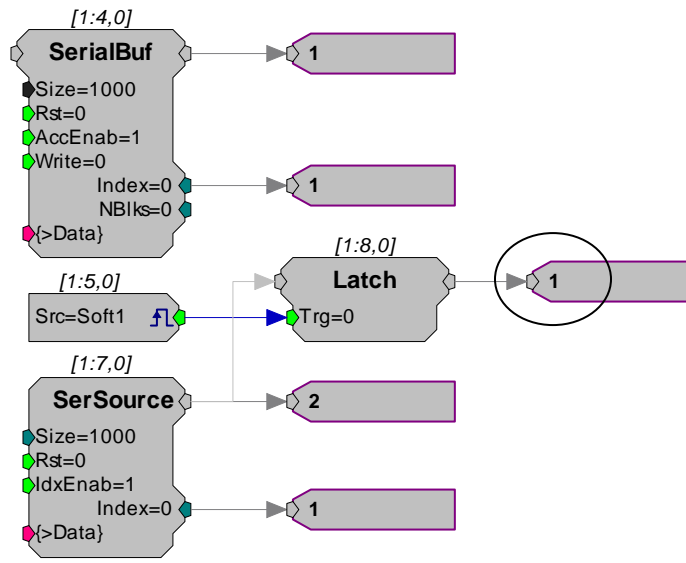 [1:4,0]
SerialBuf
1
Size=1000
Rst=0
AccEnab=1
Write=0
Index=0
1
NBlks=0
{>Data}
[1:8,0]
Latch
1
[1:5,0]
Src=Soft1
Trg=0
[1:7,0]
SerSource
2
Size=1000
Rst=0
IdxEnab=1
Index=0
1
{>Data}